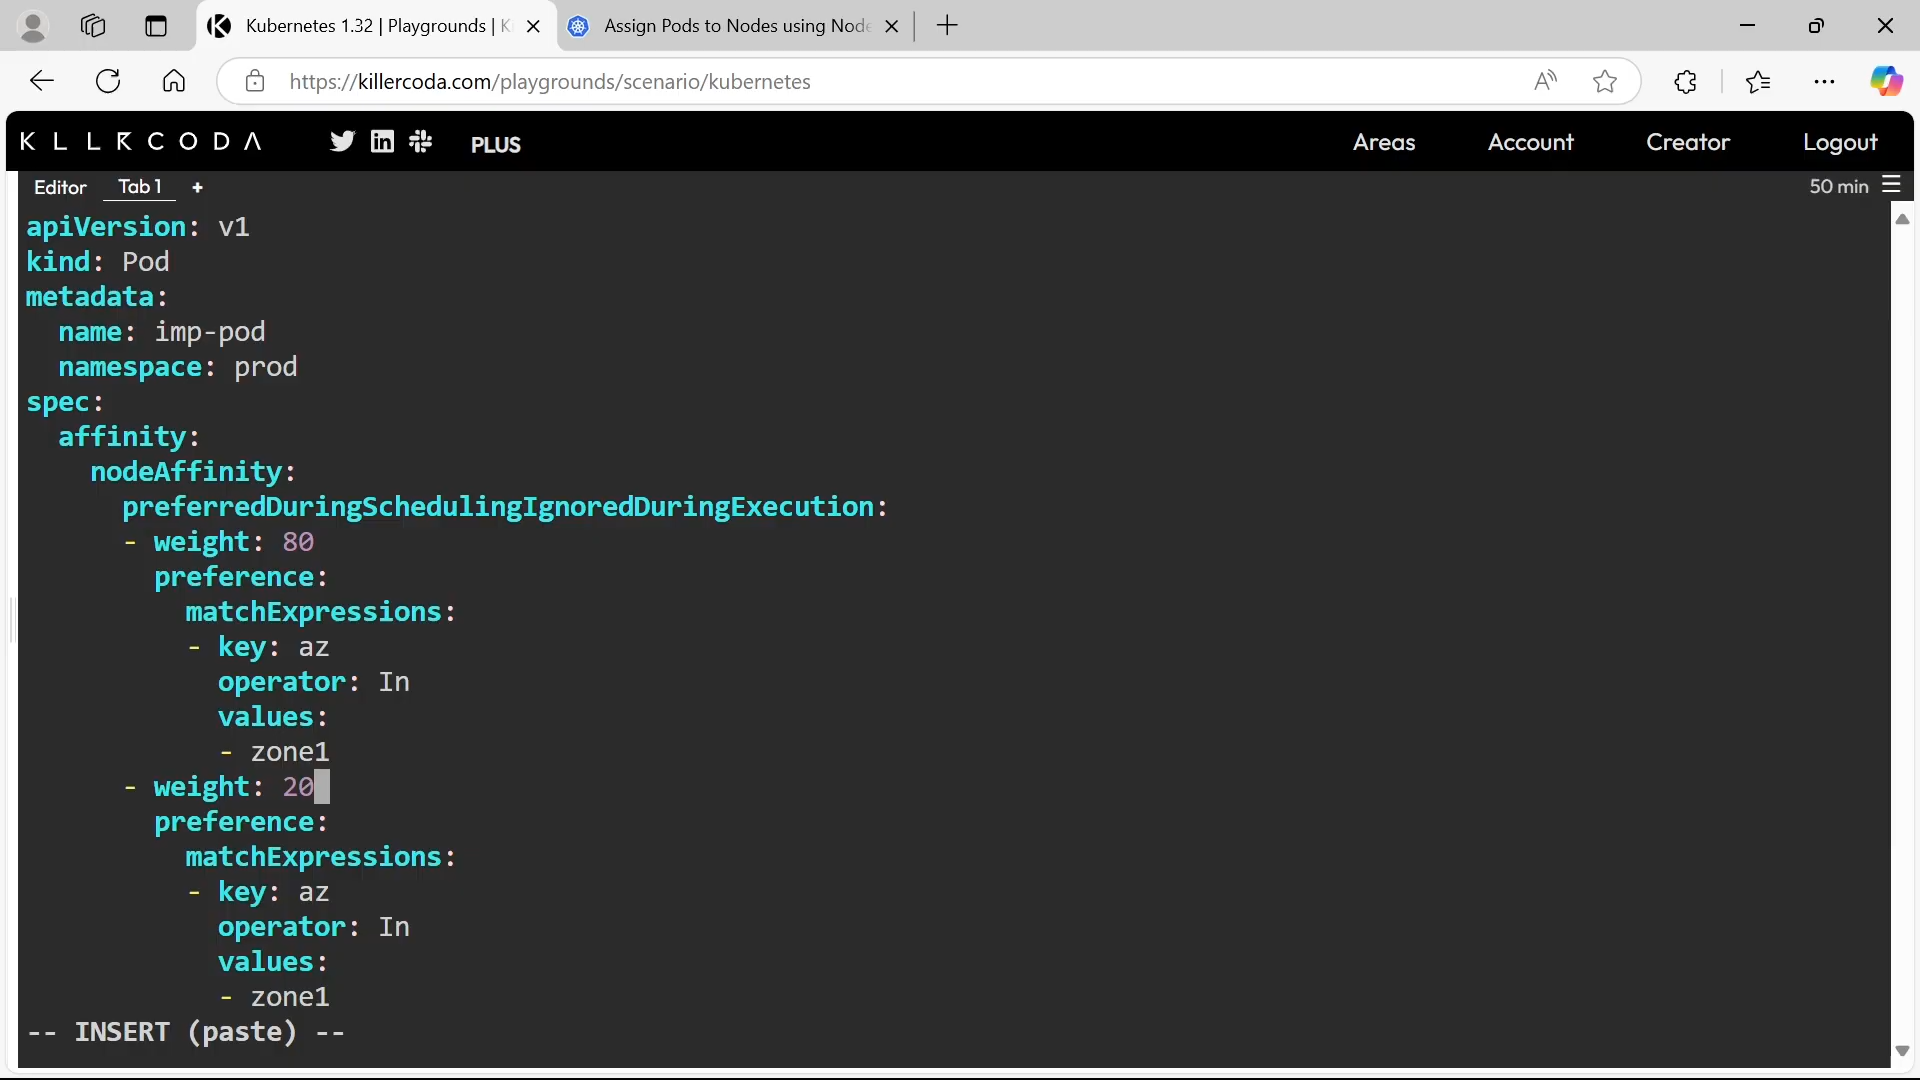 Kubernetes 1.32 | Playgrounds | K
Assign Pods to Nodes using Node
https://killercoda.com/playgrounds/scenario/kubernetes
KILLERCODA
PLUS
Areas
Account
Creator
Logout
Editor
Tab 1
+
50 min
apiVersion: v1
kind: Pod
metadata:
  name: imp-pod
  namespace: prod
spec:
  affinity:
    nodeAffinity:
      preferredDuringSchedulingIgnoredDuringExecution:
      - weight: 80
        preference:
          matchExpressions:
          - key: az
            operator: In
            values:
            - zone1
      - weight: 20
        preference:
          matchExpressions:
          - key: az
            operator: In
            values:
            - zone1
-- INSERT (paste) --